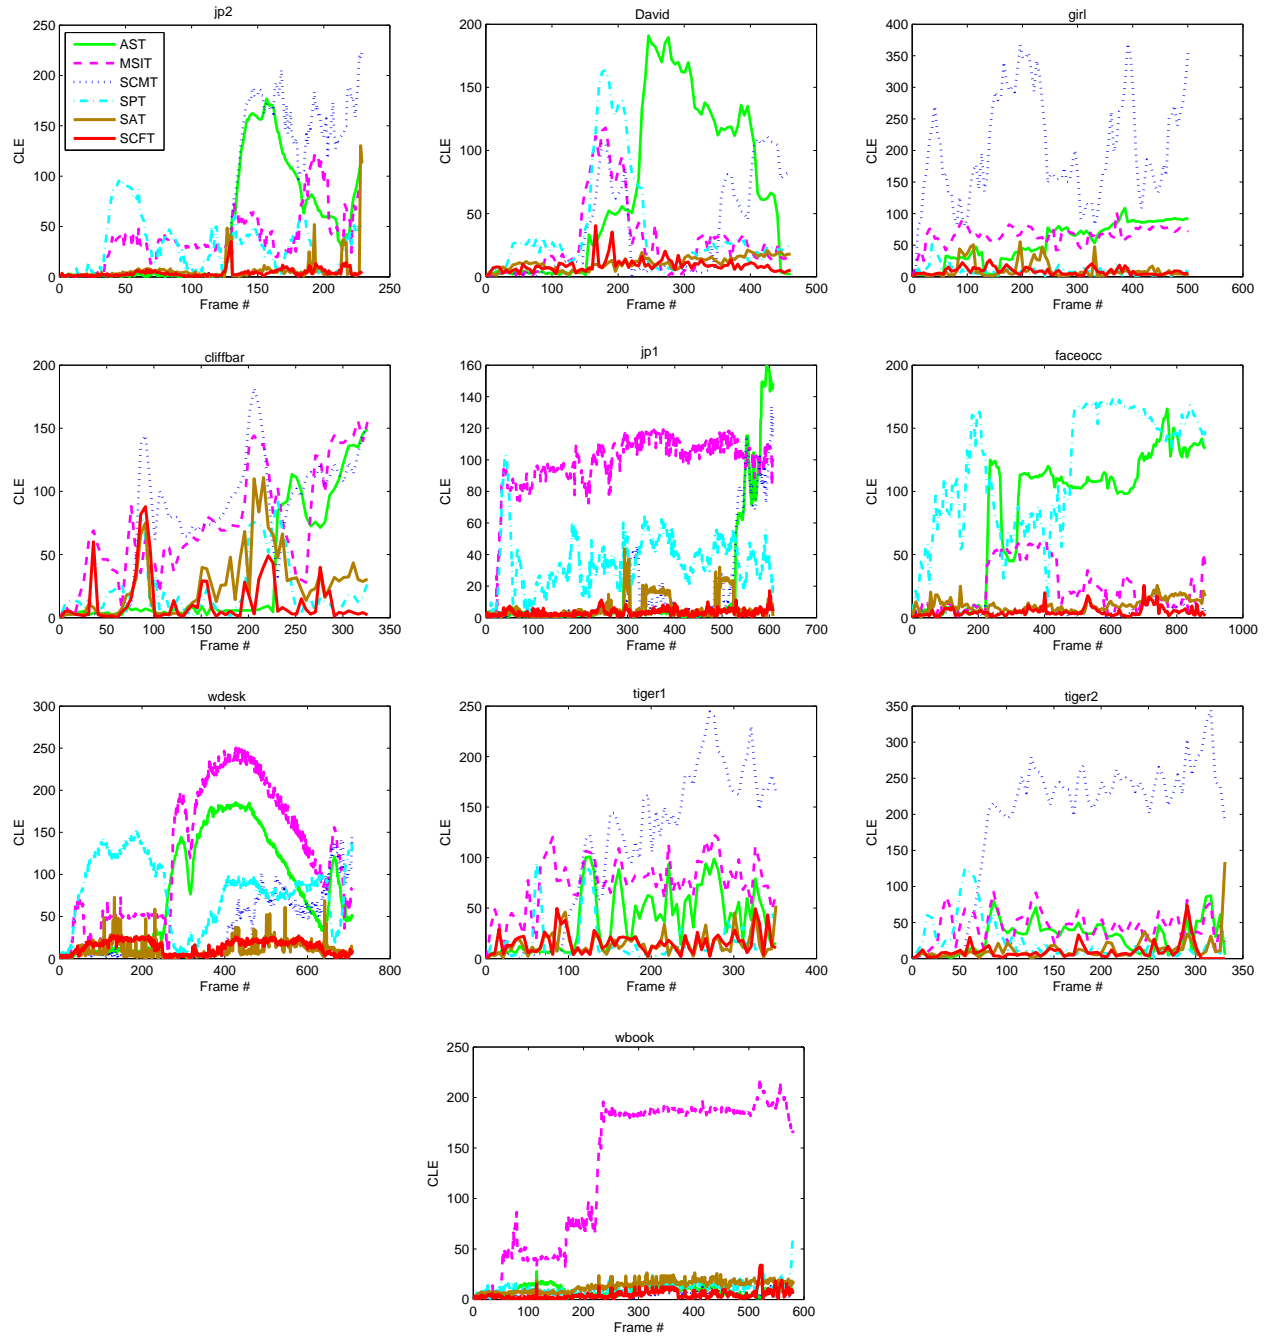 jp2
250
200
150
100
50
0
CLE
AST
MSIT
SCMT
SPT
SAT
SCFT
0 50 100 150 200 250
Frame #
David
200
150
100
50
0
CLE
0 100 200 300 400 500
Frame #
girl
400
350
300
250
200
150
100
50
0
CLE
0 100 200 300 400 500 600
Frame #
cliffbar
200
150
100
50
0
CLE
0 50 100 150 200 250 300 350
Frame #
jp1
160
140
120
100
80
60
40
20
0
CLE
0 100 200 300 400 500 600 700
Frame #
faceocc
200
150
100
50
0
CLE
0 200 400 600 800 1000
Frame #
wdesk
300
250
200
150
100
50
0
CLE
0 200 400 600 800
Frame #
tiger1
250
200
150
100
50
0
CLE
0 100 200 300 400
Frame #
tiger2
350
300
250
200
150
100
50
0
CLE
0 50 100 150 200 250 300 350
Frame #
wbook
250
200
150
100
50
0
CLE
0 100 200 300 400 500 600
Frame #